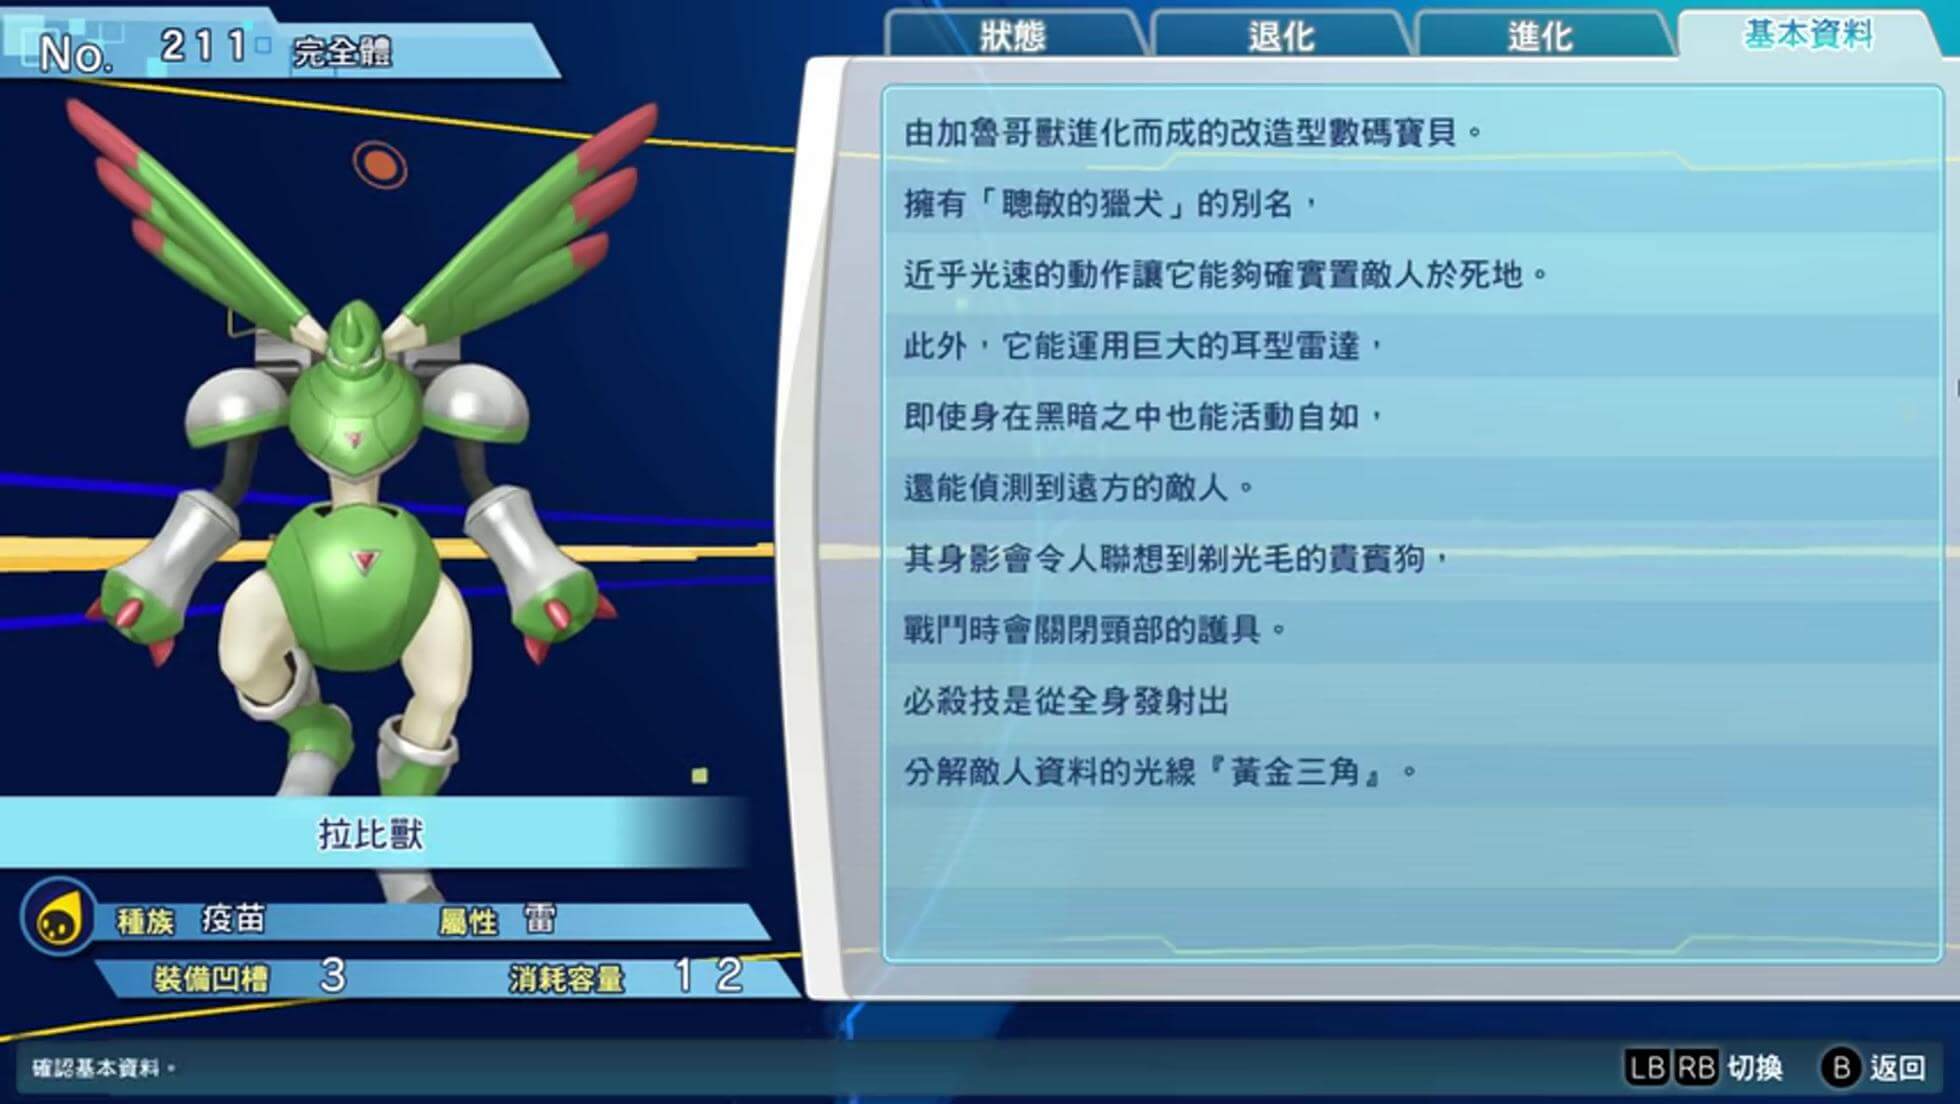 No. 211 完全體
狀態 退化 進化 基本資料
由加魯哥獸進化而成的改造型數碼寶貝。
擁有「聰敏的獵犬」的別名，
近乎光速的動作讓它能夠確實置敵人於死地。
此外，它能運用巨大的耳型雷達，
即使身在黑暗之中也能活動自如，
還能偵測到遠方的敵人。
其身影會令人聯想到剃光毛的貴賓狗，
戰鬥時會關閉頸部的護具。
必殺技是從全身發射出
分解敵人資料的光線『黃金三角』。
拉比獸
種族 疫苗 屬性 雷
裝備凹槽 3 消耗容量 12
確認基本資料。
LB RB 切換 B 返回